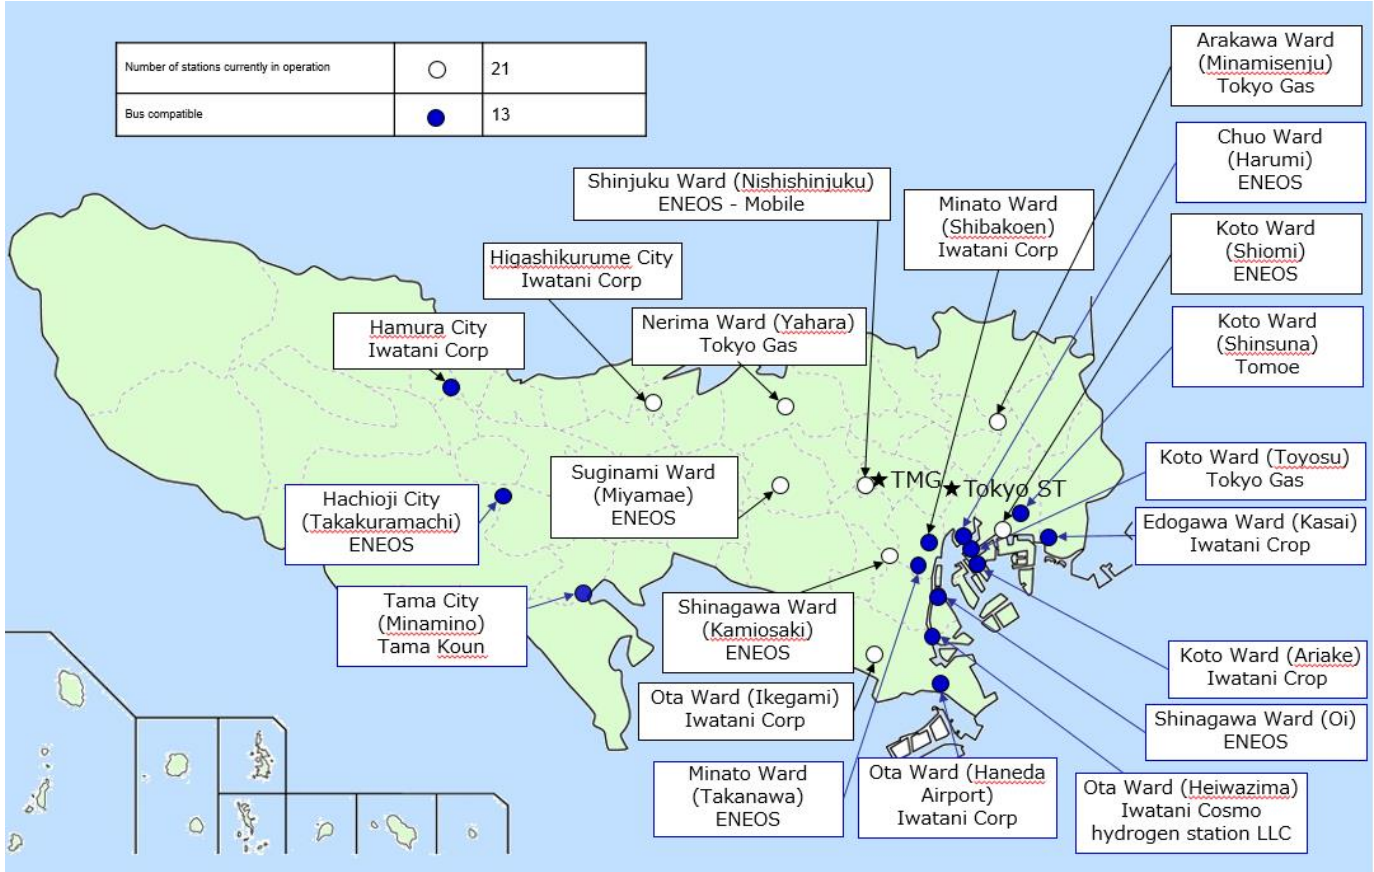 Number of stations currently in operation 21
Bus compatible 13
Arakawa Ward
(Minamisenju)
Tokyo Gas
Chuo Ward
(Harumi)
ENEOS
Shinjuku Ward (Nishishinjuku)
ENEOS - Mobile
Minato Ward
(Shibakoen)
Iwatani Corp
Koto Ward
(Shiomi)
ENEOS
Higashikurume City
Iwatani Corp
Hamura City
Iwatani Corp
Nerima Ward (Yahara)
Tokyo Gas
Koto Ward
(Shinsuna)
Tomoe
Suginami Ward
(Miyamae)
ENEOS
TMG
Tokyo ST
Koto Ward (Toyosu)
Tokyo Gas
Hachioji City
(Takakuramachi)
ENEOS
Edogawa Ward (Kasai)
Iwatani Crop
Tama City
(Minamino)
Tama Koun
Shinagawa Ward
(Kamiosaki)
ENEOS
Koto Ward (Ariake)
Iwatani Crop
Ota Ward (Ikegami)
Iwatani Corp
Shinagawa Ward (Oi)
ENEOS
Minato Ward
(Takanawa)
ENEOS
Ota Ward (Haneda
Airport)
Iwatani Corp
Ota Ward (Heiwazima)
Iwatani Cosmo
hydrogen station LLC